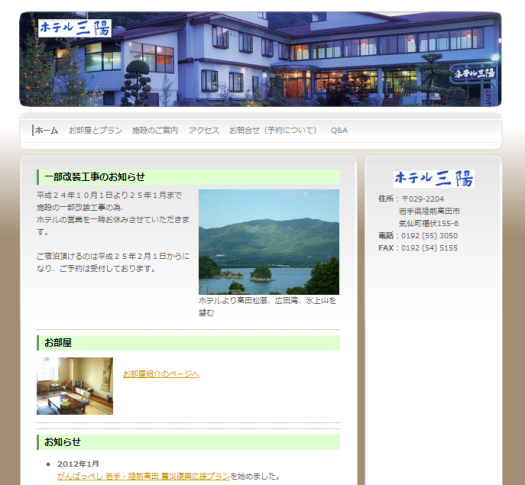 ホテル三陽
ホテル三陽
ホーム お部屋とプラン 施設のご案内 アクセス お問合せ（予約について） Q&A
一部改装工事のお知らせ
平成２４年１０月１日より２５年１月まで
施設の一部改装工事の為、
ホテルの営業を一時お休みさせていただきま
す。
ご宿泊頂けるのは平成２５年２月１日からに
なり、ご予約は受付しております。
ホテルより高田松原、広田湾、氷上山を
望む
お部屋
お部屋紹介のページへ
お知らせ
2012年1月
がんばっぺし 岩手・陸前高田 震災復興応援プランを始めました。
ホテル三陽
住所：〒029-2204
岩手県陸前高田市
気仙町福伏155-6
電話：0192 (55) 3050
FAX：0192 (54) 5155